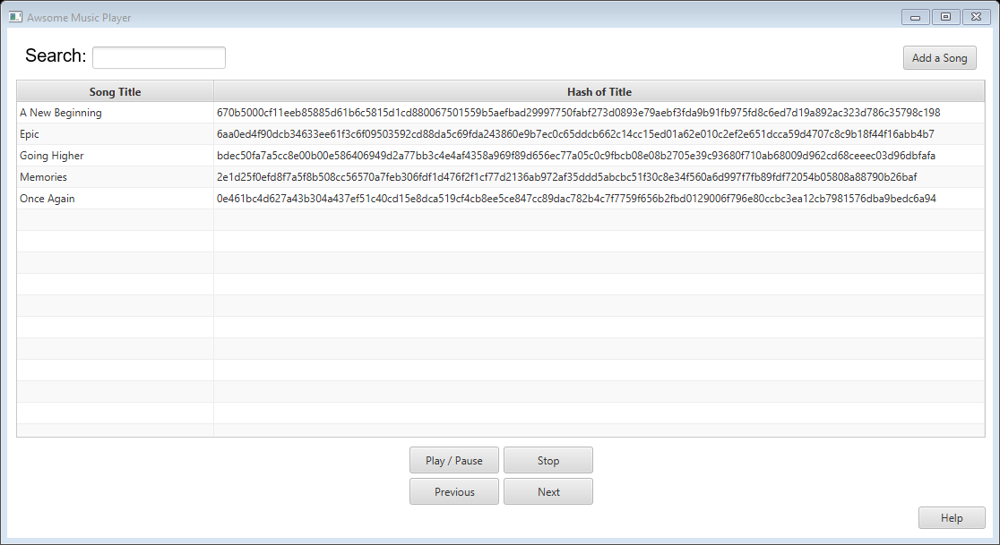 Awsome Music Player
Search:
Add a Song
Song Title Hash of Title
A New Beginning 670b5000cf11eeb85885d61b6c5815d1cd880067501559b5aefbad29997750fabf273d0893e79aebf3fda9b91fb975fd8c6ed7d19a892ac323d786c35798c198
Epic 6aa0ed4f90dcb34633ee61f3c6f09503592cd88da5c69fda243860e9b7ec0c65ddcb662c14cc15ed01a62e010c2ef2e651dcca59d4707c8c9b18f44f16abb4b7
Going Higher bdec50fa7a5cc8e00b00e586406949d2a77bb3c4e4af4358a969f89d656ec77a05c0c9fbcb08e08b2705e39c93680f710ab68009d962cd68ceeec03d96dbfafa
Memories 2e1d25f0efd8f7a5f8b508cc56570a7feb306fdf1d476f2f1cf77d2136ab972af35ddd5abcbc51f30c8e34f560a6d997f7fb89fdf72054b05808a88790b26baf
Once Again 0e461bc4d627a43b304a437ef51c40cd15e8dca519cf4cb8ee5ce847cc89dac782b4c7f7759f656b2fbd0129006f796e80ccbc3ea12cb7981576dba9bedc6a94
Play / Pause Stop
Previous Next
Help